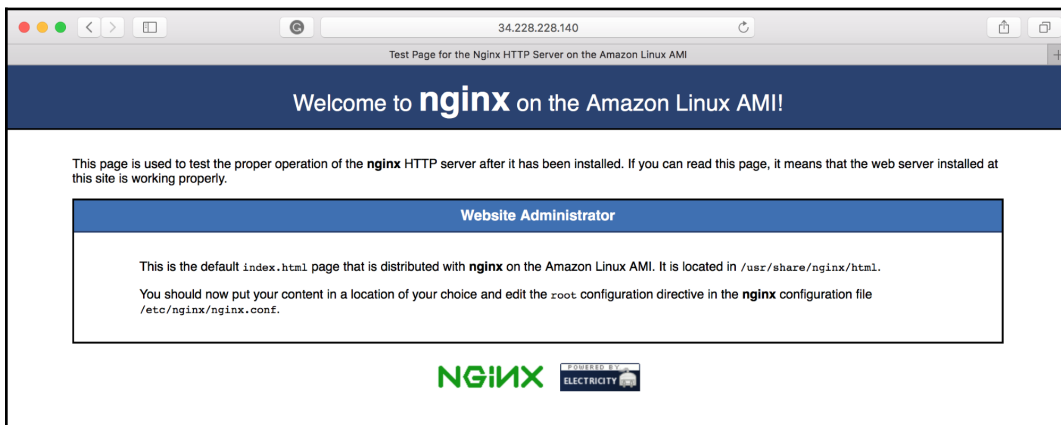 34.228.228.140
Test Page for the Nginx HTTP Server on the Amazon Linux AMI
Welcome to nginx on the Amazon Linux AMI!
This page is used to test the proper operation of the nginx HTTP server after it has been installed. If you can read this page, it means that the web server installed at
this site is working properly.
Website Administrator
This is the default index.html page that is distributed with nginx on the Amazon Linux AMI. It is located in /usr/share/nginx/html.
You should now put your content in a location of your choice and edit the root configuration directive in the nginx configuration file
/etc/nginx/nginx.conf.
NGiNX
POWERED BY
ELECTRICITY